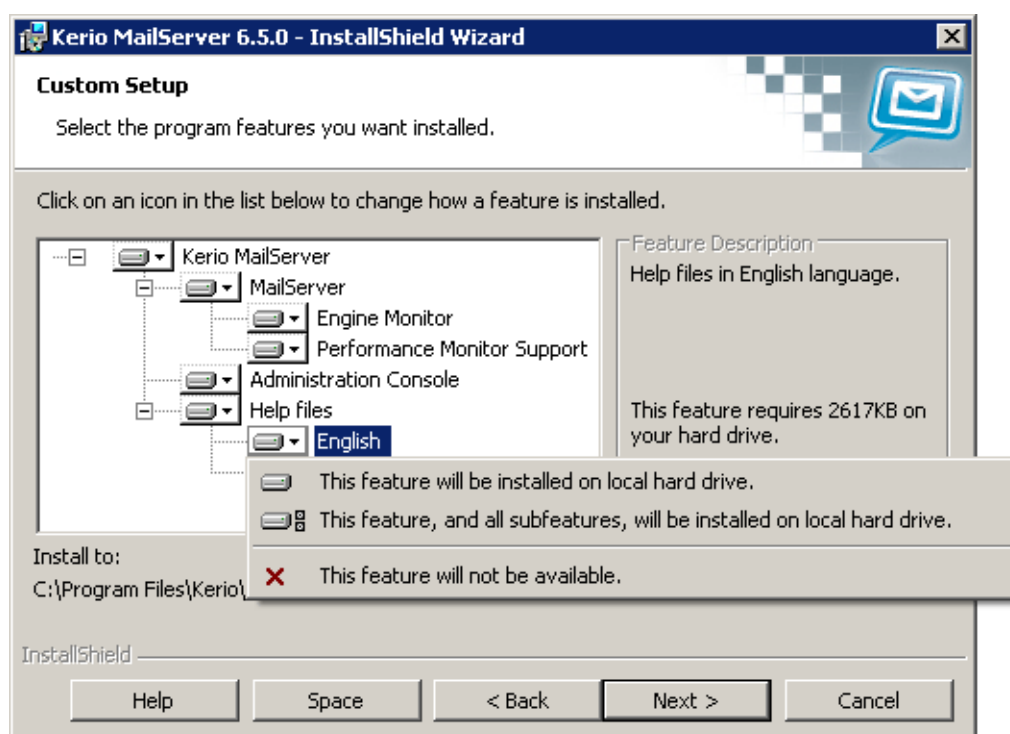 Kerio MailServer 6.5.0 - InstallShield Wizard
Custom Setup
Select the program features you want installed.
Click on an icon in the list below to change how a feature is installed.
Kerio MailServer
MailServer
Engine Monitor
Performance Monitor Support
Administration Console
Help files
English
Feature Description
Help files in English language.
This feature requires 2617KB on
your hard drive.
This feature will be installed on local hard drive.
This feature, and all subfeatures, will be installed on local hard drive.
This feature will not be available.
Install to:
C:\Program Files\Kerio\
InstallShield
Help
Space
< Back
Next >
Cancel